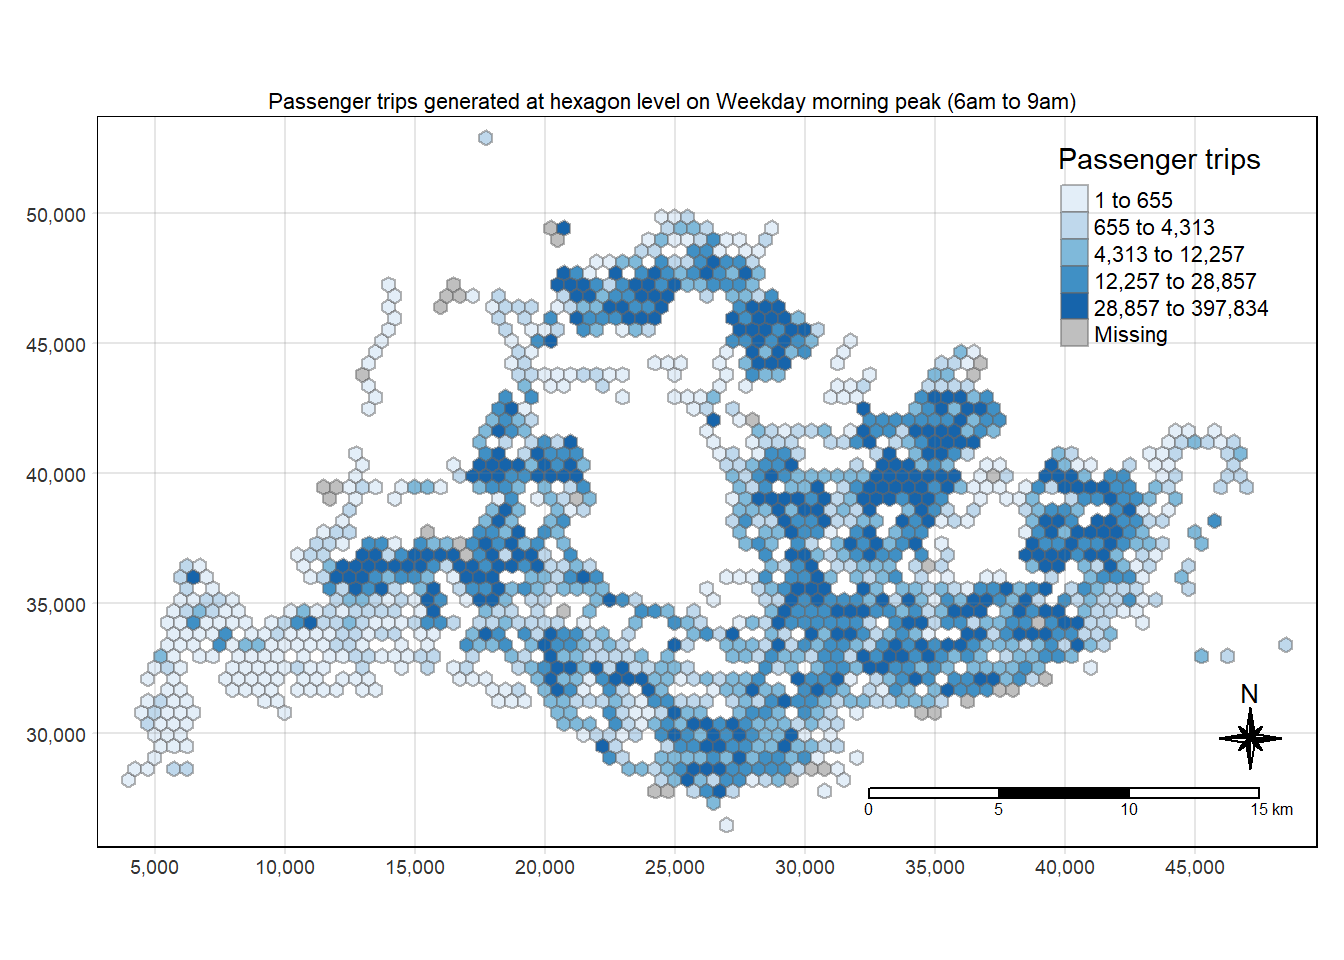 Passenger trips generated at hexagon level on Weekday morning peak (6am to 9am)
Passenger trips
1 to 655
655 to 4,313
4,313 to 12,257
12,257 to 28,857
28,857 to 397,834
Missing
50,000
45,000
40,000
35,000
30,000
N
0 5 10 15 km
5,000 10,000 15,000 20,000 25,000 30,000 35,000 40,000 45,000